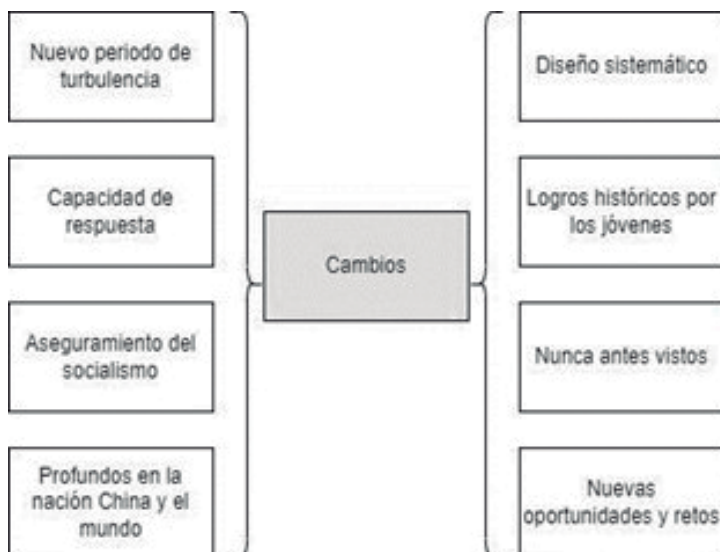 Nuevo periodo de
turbulencia
Capacidad de
respuesta
Aseguramiento del
socialismo
Profundos en la
nación China y el
mundo
Cambios
Diseño sistemático
Logros históricos por
los jóvenes
Nunca antes vistos
Nuevas
oportunidades y retos